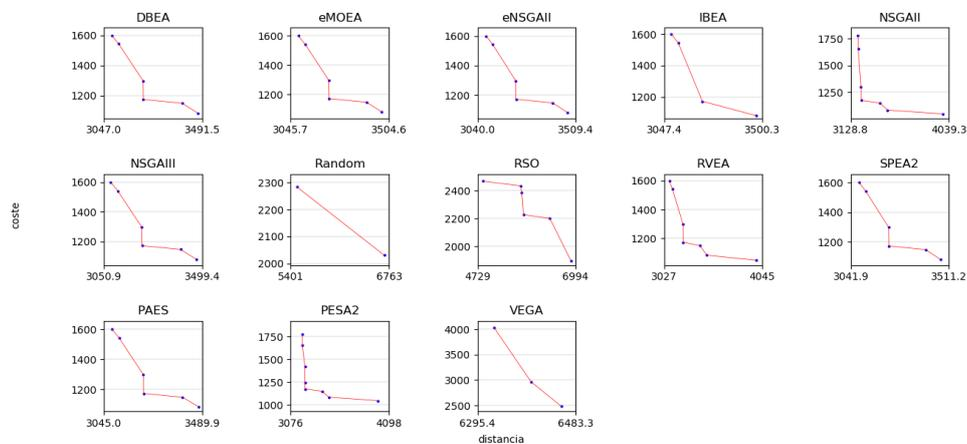 DBEA eMOEA eNSGAII IBEA NSGAII
1600 1600 1600 1600 1750
1400 1400 1400 1400 1500
1200 1200 1200 1200 1250
3047.0 3491.5 3045.7 3504.6 3040.0 3509.4 3047.4 3500.3 3128.8 4039.3
NSGAIII Random RSO RVEA SPEA2
1600 2300 2400 1600 1600
1400 2200 2200 1400 1400
1200 2100 2000 1200 1200
2000
5401 6763 4729 6994 3027 4045 3041.9 3511.2
3050.9 3499.4
coste
PAES PESA2 VEGA
1600 1750 4000
1400 1500 3500
1200 1250 3000
1000 2500
3045.0 3489.9 3076 4098 6295.4 6483.3
distancia